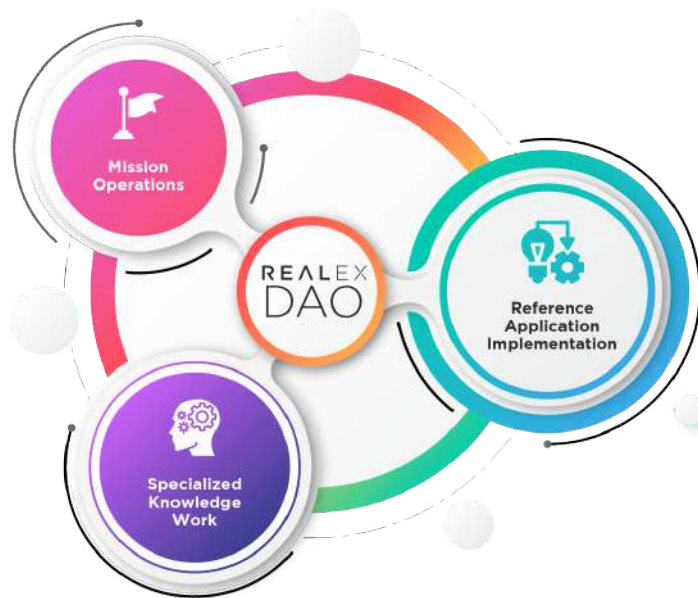 Mission
Operations
REALEX
DAO
Reference
Application
Implementation
Specialized
Knowledge
Work